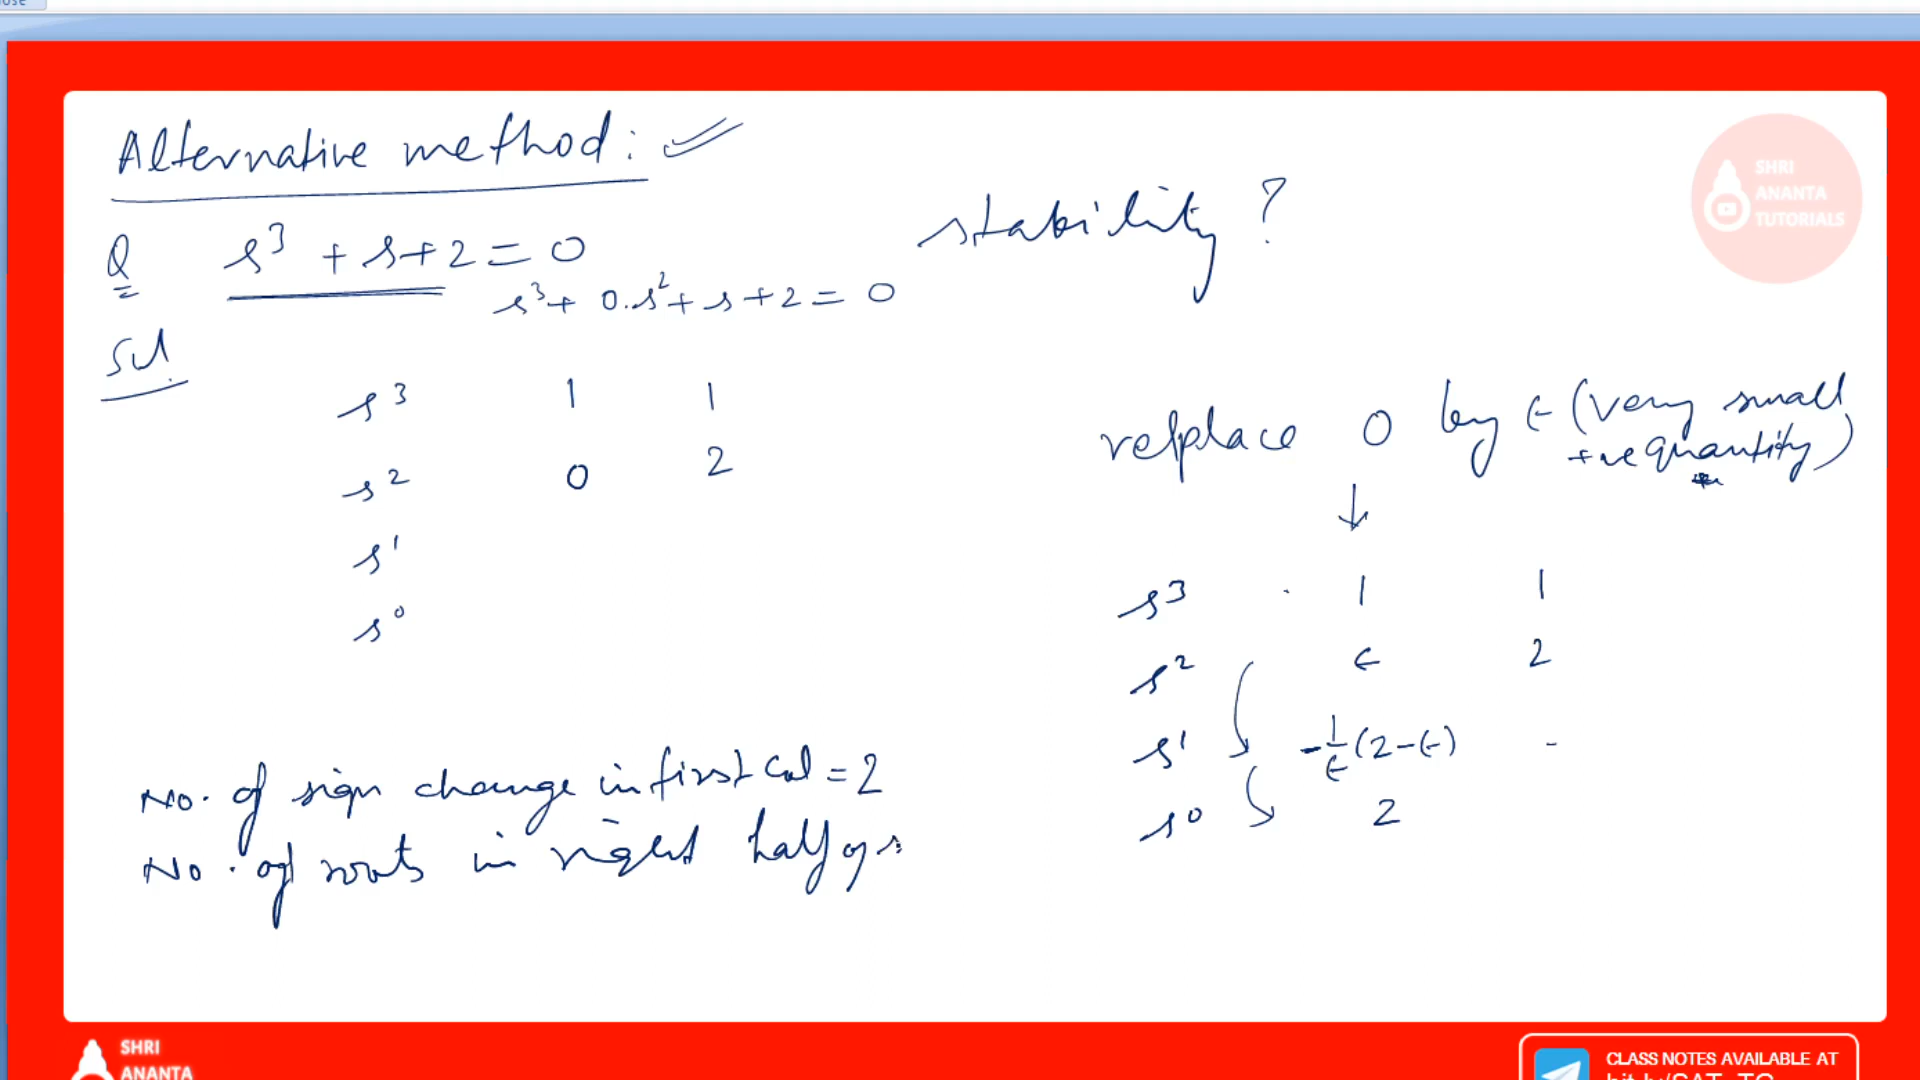 Alternative method:
Q s³ + s + 2 = 0 stability ?
s³ + 0.s² + s + 2 = 0
Sol.
s³ 1 1
s² 0 2
s¹
s⁰
replace 0 by ϵ (very small
+ve quantity)
↓
s³ 1 1
s² ϵ 2
s¹ -1/ϵ (2-ϵ) -
s⁰ 2
No. of sign change in first Col = 2
No. of roots in right half of s
SHRI
ANANTA
TUTORIALS
SHRI
ANANTA
CLASS NOTES AVAILABLE AT